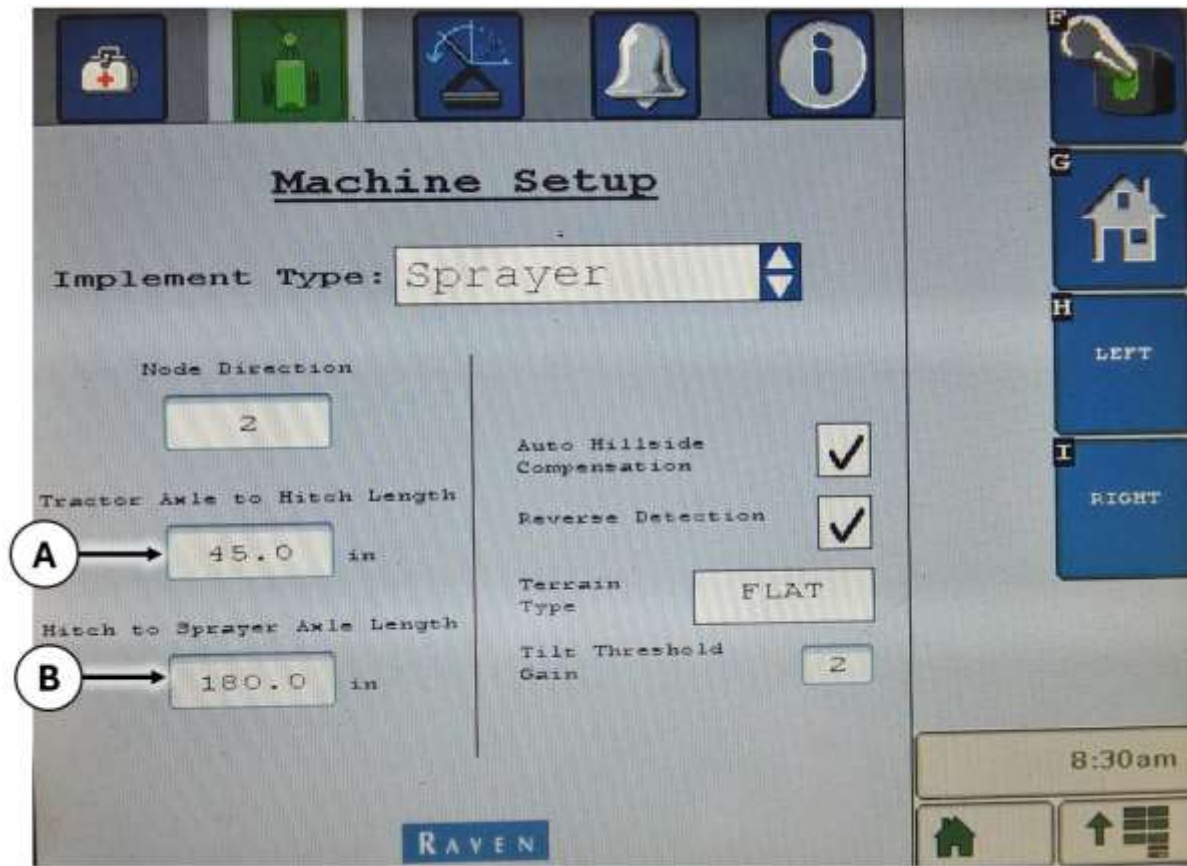 F
Machine Setup
G
Implement Type: Sprayer
H
LEFT
Node Direction
2
Auto Hillside
Compensation
I
RIGHT
Tractor Axle to Hitch Length
Reverse Detection
A
45.0 in
Terrain
Type
FLAT
Hitch to Sprayer Axle Length
Tilt Threshold
Gain
2
B
180.0 in
8:30am
RAVEN